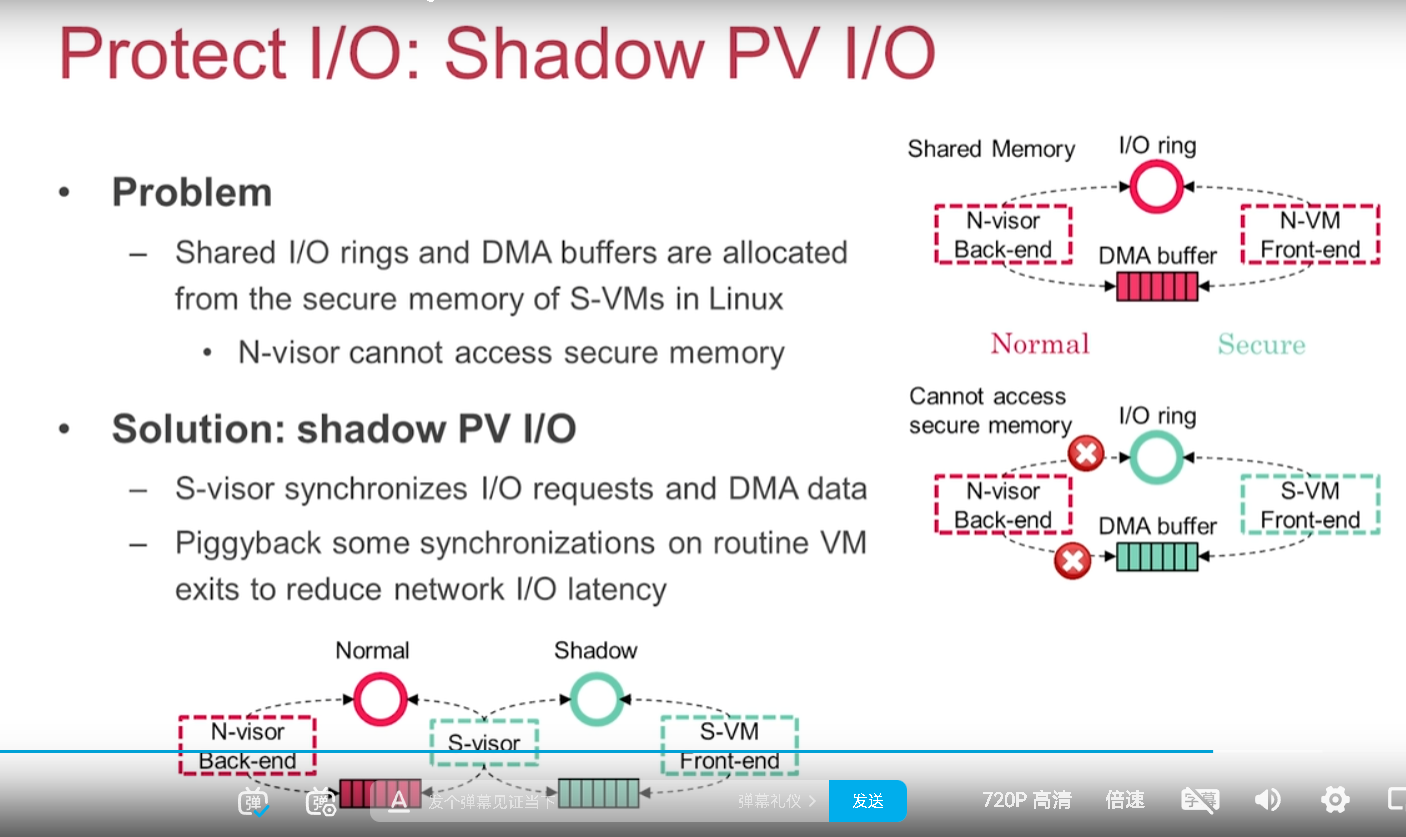 Protect I/O: Shadow PV I/O
• Problem
– Shared I/O rings and DMA buffers are allocated
from the secure memory of S-VMs in Linux
• N-visor cannot access secure memory
• Solution: shadow PV I/O
– S-visor synchronizes I/O requests and DMA data
– Piggyback some synchronizations on routine VM
exits to reduce network I/O latency
Shared Memory
I/O ring
N-visor
Back-end
DMA buffer
N-VM
Front-end
Normal
Secure
Cannot access
secure memory
I/O ring
N-visor
Back-end
DMA buffer
S-VM
Front-end
Normal
Shadow
N-visor
Back-end
S-visor
S-VM
Front-end
弹
弹
A
发个弹幕见证当下
弹幕礼仪 >
发送
720P 高清
倍速
字幕